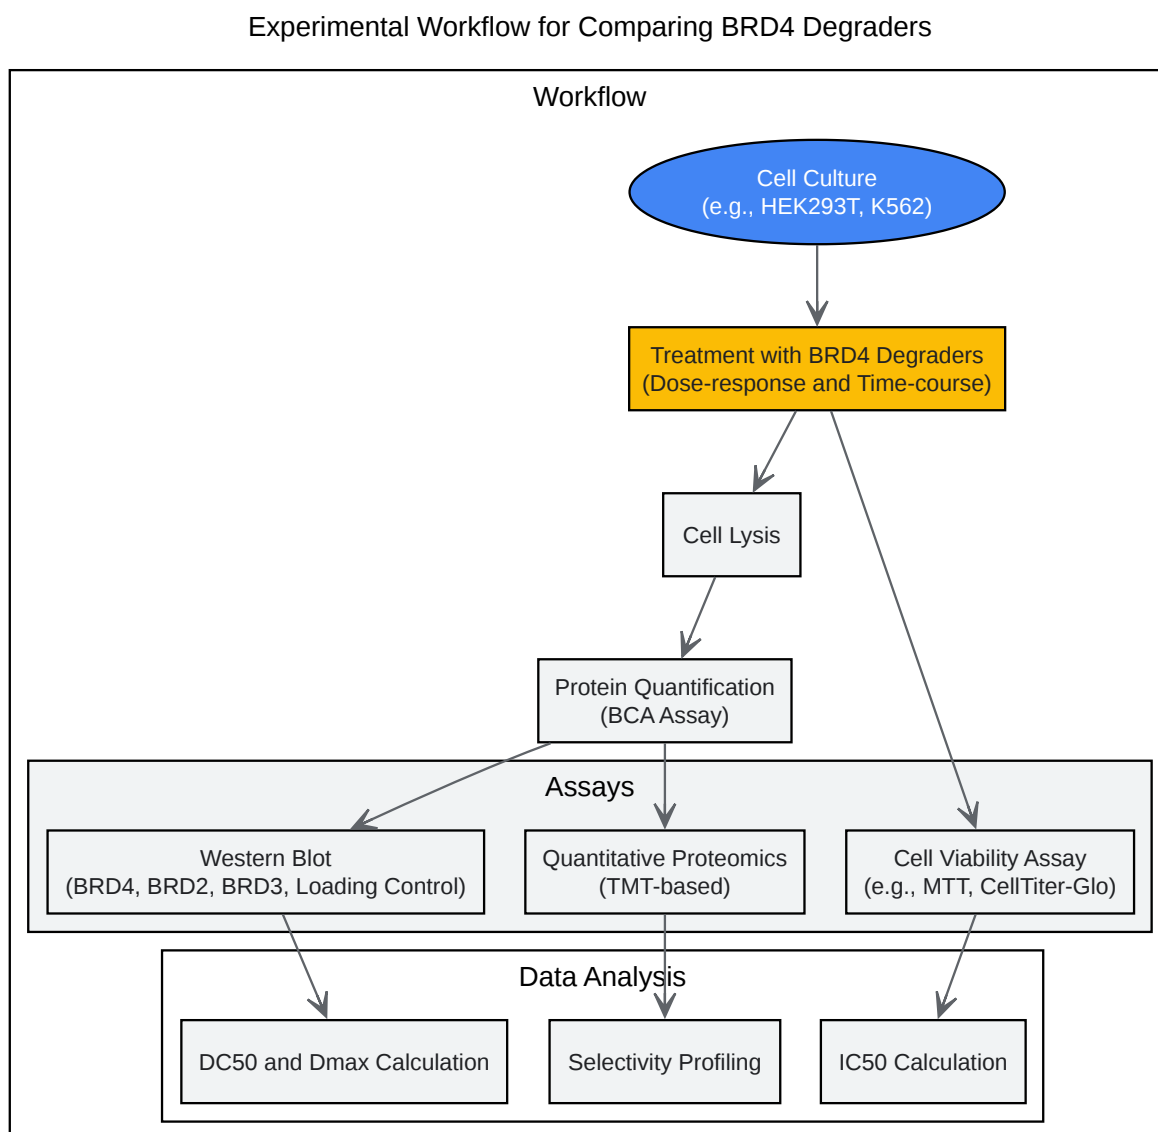 Experimental Workflow for Comparing BRD4 Degraders
Workflow
Cell Culture
(e.g., HEK293T, K562)
Treatment with BRD4 Degraders
(Dose-response and Time-course)
Cell Lysis
Protein Quantification
(BCA Assay)
Assays
Western Blot
(BRD4, BRD2, BRD3, Loading Control)
Quantitative Proteomics
(TMT-based)
Cell Viability Assay
(e.g., MTT, CellTiter-Glo)
Data Analysis
DC50 and Dmax Calculation
Selectivity Profiling
IC50 Calculation